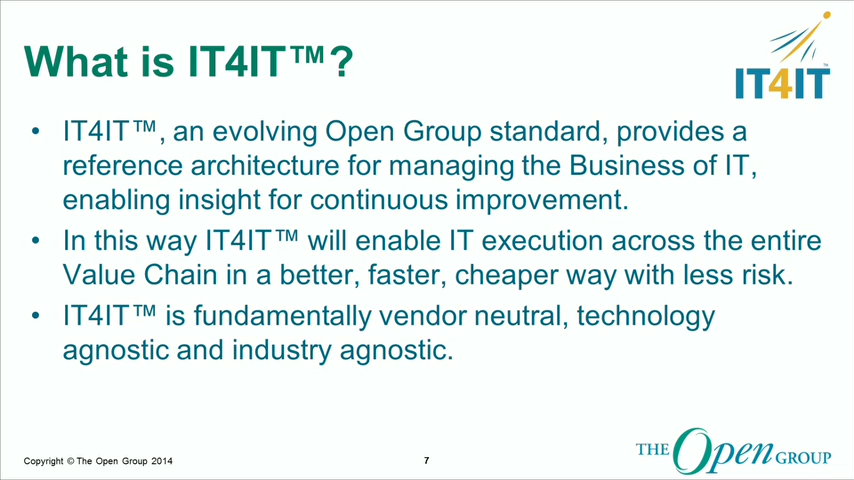 What is IT4IT™?
IT4IT™
• IT4IT™, an evolving Open Group standard, provides a
reference architecture for managing the Business of IT,
enabling insight for continuous improvement.
• In this way IT4IT™ will enable IT execution across the entire
Value Chain in a better, faster, cheaper way with less risk.
• IT4IT™ is fundamentally vendor neutral, technology
agnostic and industry agnostic.
Copyright © The Open Group 2014
7
THE Open GROUP